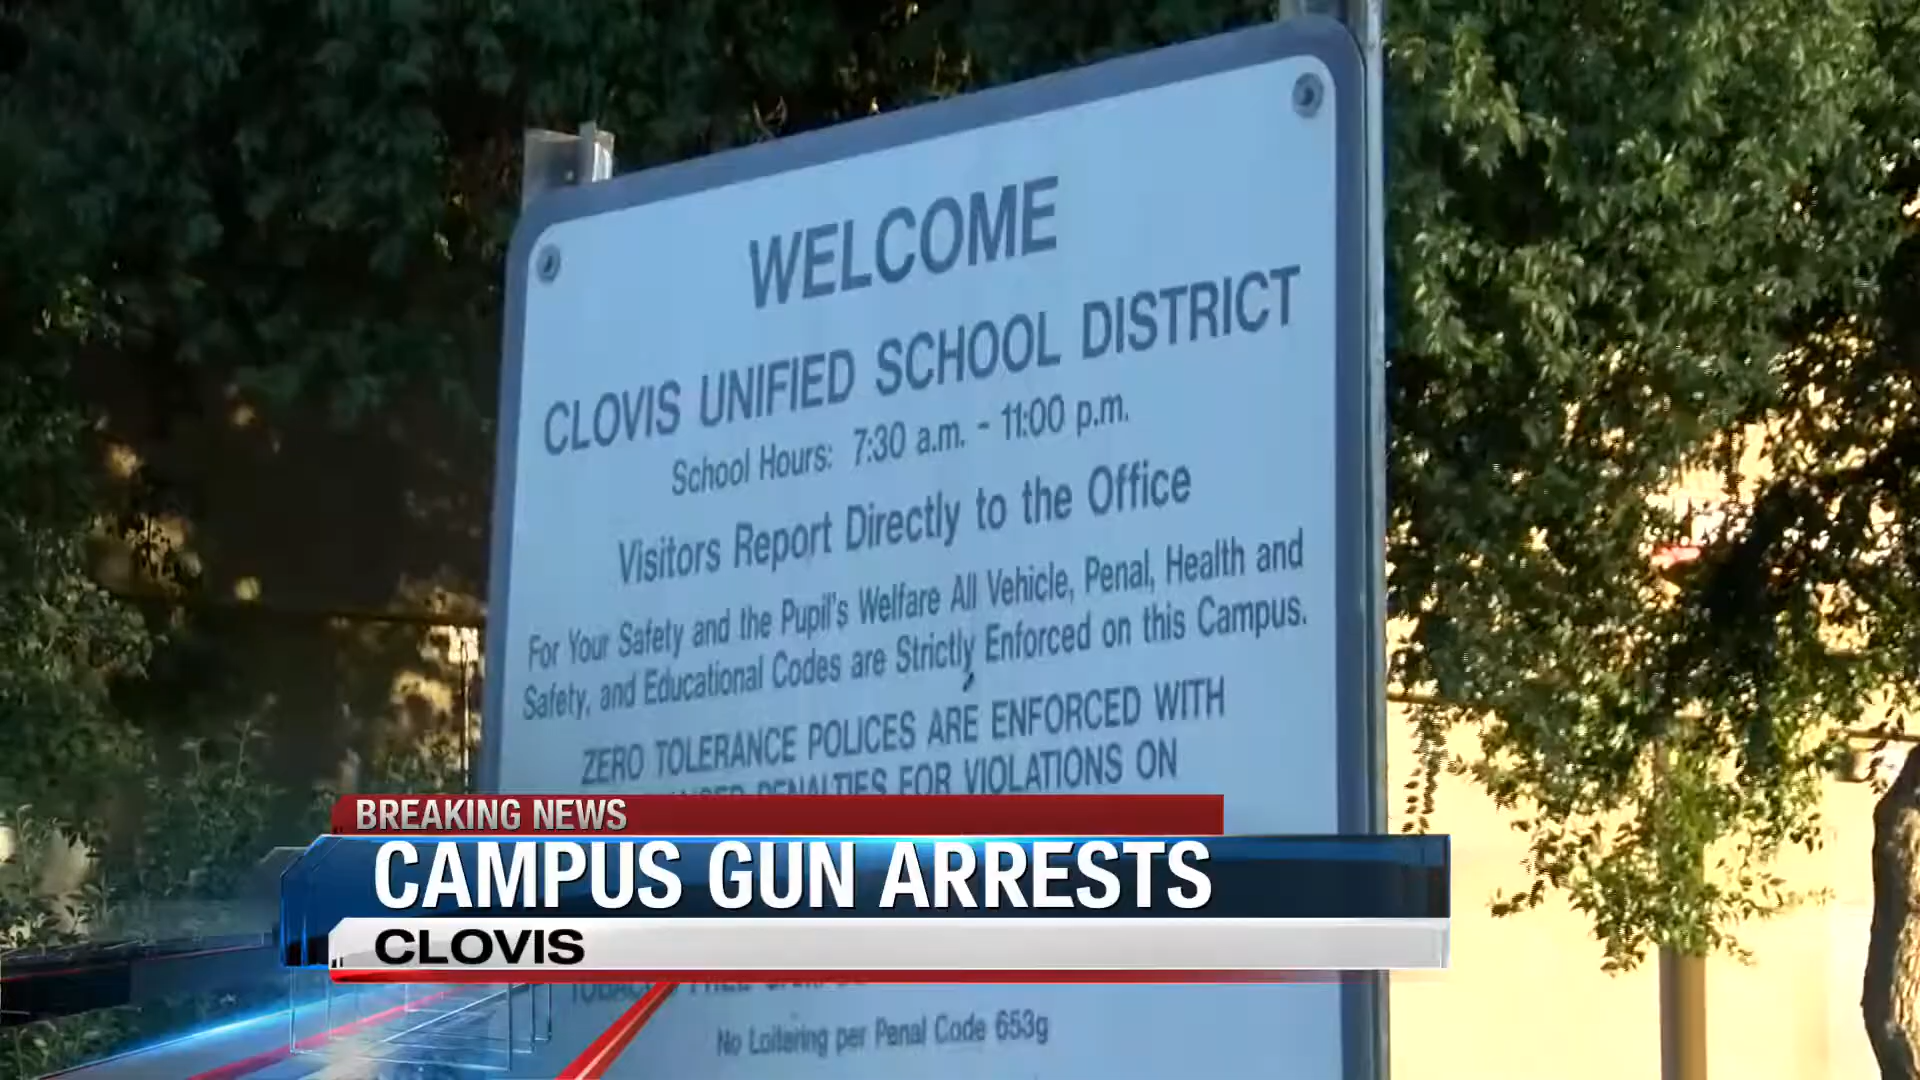 WELCOME
CLOVIS UNIFIED SCHOOL DISTRICT
School Hours: 7:30 a.m. - 11:00 p.m.
Visitors Report Directly to the Office
For Your Safety and the Pupil's Welfare All Vehicle, Penal, Health and
Safety, and Educational Codes are Strictly Enforced on this Campus.
ZERO TOLERANCE POLICES ARE ENFORCED WITH
PENALTIES FOR VIOLATIONS ON
BREAKING NEWS
CAMPUS GUN ARRESTS
CLOVIS
No Loitering per Penal Code 653g